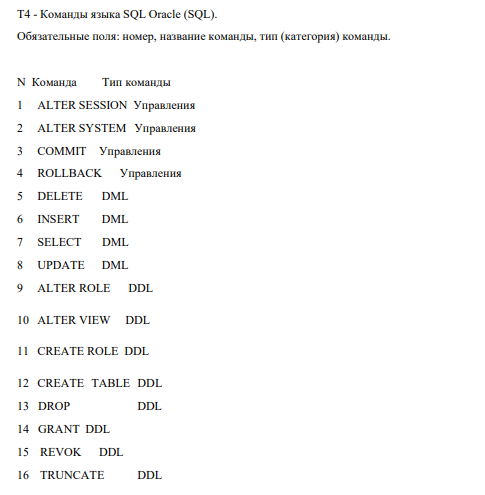 T4 - Команды языка SQL Oracle (SQL).
Обязательные поля: номер, название команды, тип (категория) команды.
N Команда Тип команды
1 ALTER SESSION Управления
2 ALTER SYSTEM Управления
3 COMMIT Управления
4 ROLLBACK Управления
5 DELETE DML
6 INSERT DML
7 SELECT DML
8 UPDATE DML
9 ALTER ROLE DDL
10 ALTER VIEW DDL
11 CREATE ROLE DDL
12 CREATE TABLE DDL
13 DROP DDL
14 GRANT DDL
15 REVOK DDL
16 TRUNCATE DDL